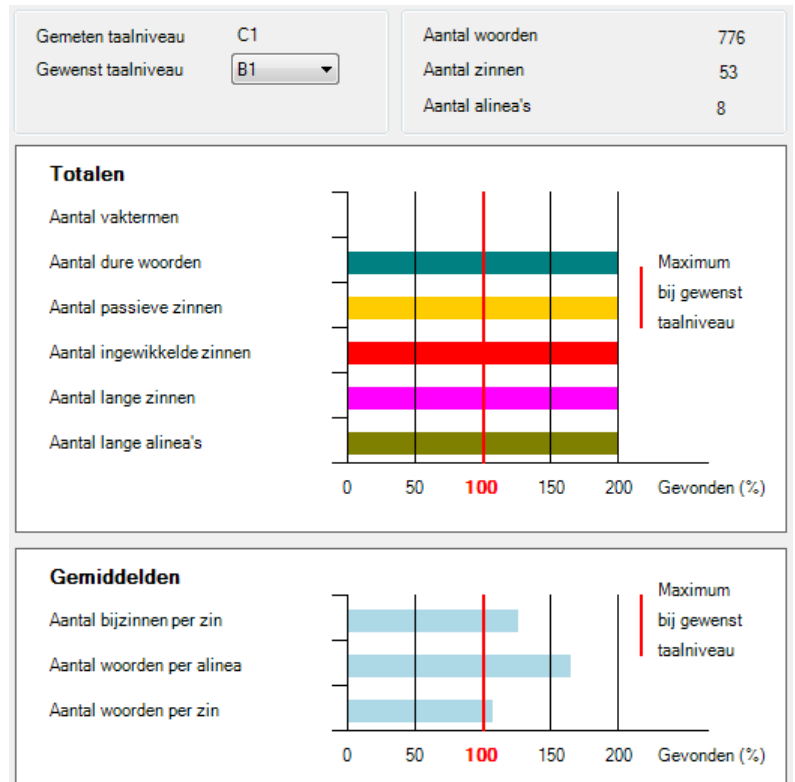 Gemeten taalniveau C1
Gewenst taalniveau B1
Aantal woorden 776
Aantal zinnen 53
Aantal alinea's 8
Totalen
Aantal vaktermen
Aantal dure woorden
Aantal passieve zinnen
Aantal ingewikkelde zinnen
Aantal lange zinnen
Aantal lange alinea's
Maximum
bij gewenst
taalniveau
0 50 100 150 200 Gevonden (%)
Gemiddelden
Aantal bijzinnen per zin
Aantal woorden per alinea
Aantal woorden per zin
Maximum
bij gewenst
taalniveau
0 50 100 150 200 Gevonden (%)